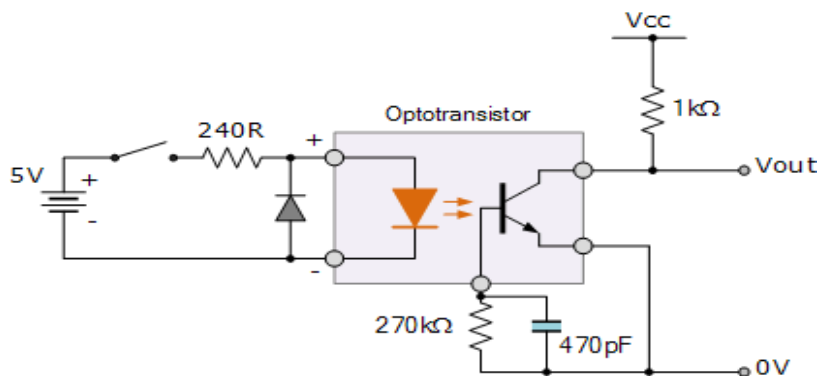 Vcc
Optotransistor
240R
+
1kΩ
5V
+
-
Vout
-
270kΩ
470pF
0V